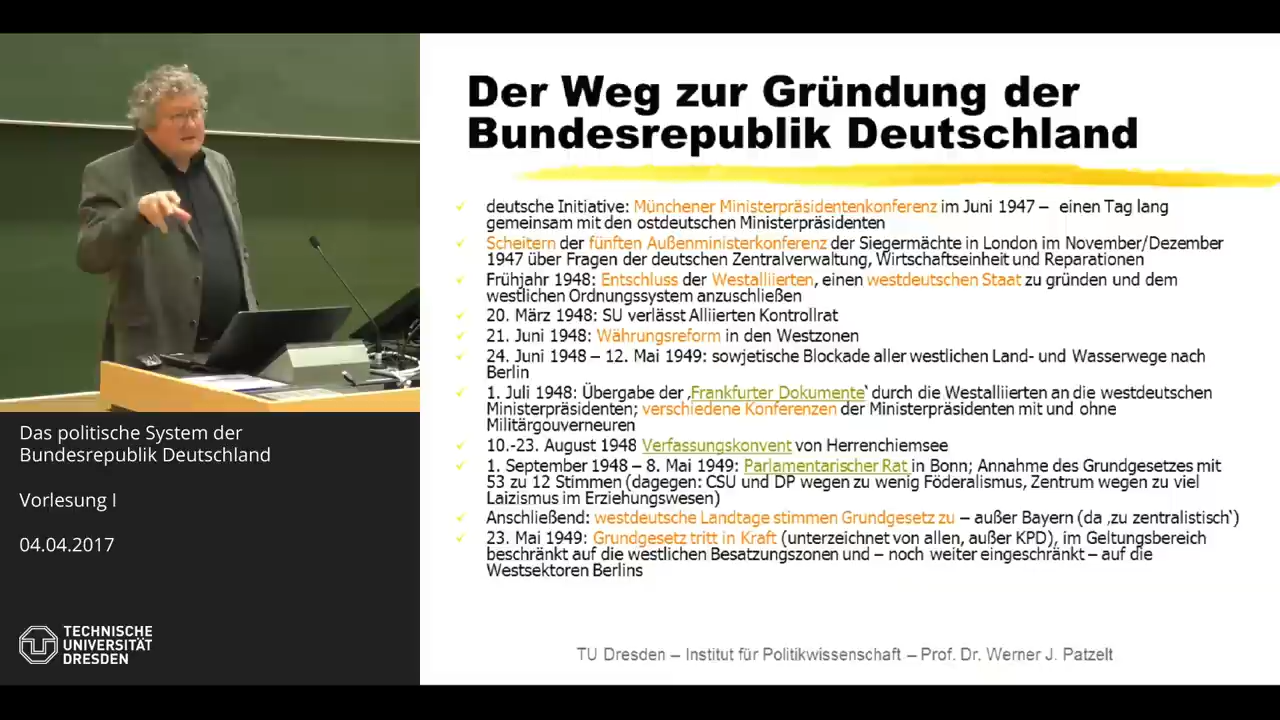 Der Weg zur Gründung der
Bundesrepublik Deutschland
deutsche Initiative: Münchener Ministerpräsidentenkonferenz im Juni 1947 – einen Tag lang
gemeinsam mit den ostdeutschen Ministerpräsidenten
Scheitern der fünften Außenministerkonferenz der Siegermächte in London im November/Dezember
1947 über Fragen der deutschen Zentralverwaltung, Wirtschaftseinheit und Reparationen
Frühjahr 1948: Entschluss der Westalliierten, einen westdeutschen Staat zu gründen und dem
westlichen Ordnungssystem anzuschließen
20. März 1948: SU verlässt Alliierten Kontrollrat
21. Juni 1948: Währungsreform in den Westzonen
24. Juni 1948 – 12. Mai 1949: sowjetische Blockade aller westlichen Land- und Wasserwege nach
Berlin
1. Juli 1948: Übergabe der ‚Frankfurter Dokumente‘ durch die Westalliierten an die westdeutschen
Ministerpräsidenten; verschiedene Konferenzen der Ministerpräsidenten mit und ohne
Militärgouverneuren
10.-23. August 1948 Verfassungskonvent von Herrenchiemsee
1. September 1948 – 8. Mai 1949: Parlamentarischer Rat in Bonn; Annahme des Grundgesetzes mit
53 zu 12 Stimmen (dagegen: CSU und DP wegen zu wenig Föderalismus, Zentrum wegen zu viel
Laizismus im Erziehungswesen)
Anschließend: westdeutsche Landtage stimmen Grundgesetz zu – außer Bayern (da ‚zu zentralistisch‘)
23. Mai 1949: Grundgesetz tritt in Kraft (unterzeichnet von allen, außer KPD), im Geltungsbereich
beschränkt auf die westlichen Besatzungszonen und – noch weiter eingeschränkt – auf die
Westsektoren Berlins
TU Dresden – Institut für Politikwissenschaft – Prof. Dr. Werner J. Patzelt
Das politische System der
Bundesrepublik Deutschland
Vorlesung I
04.04.2017
TECHNISCHE
UNIVERSITÄT
DRESDEN